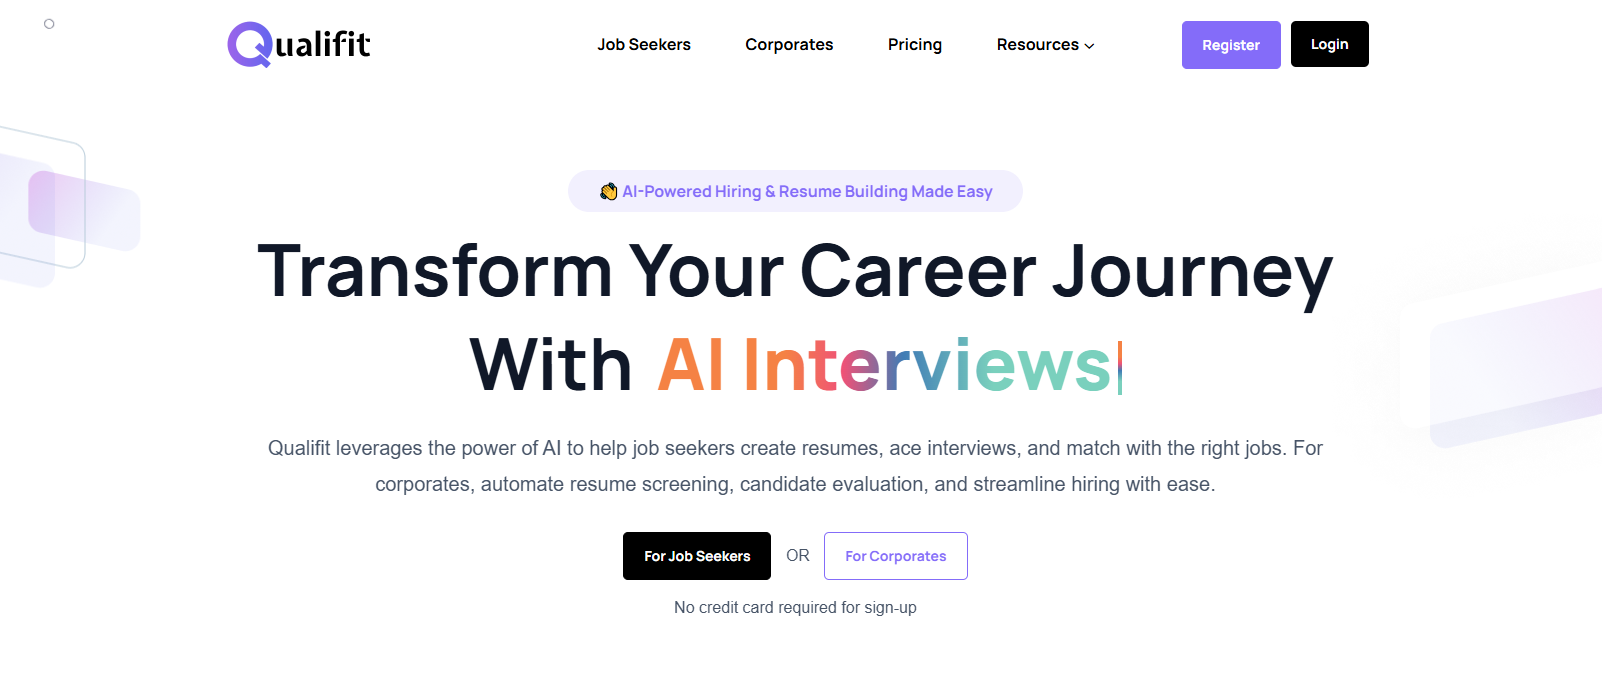 Qualifit
Job Seekers
Corporates
Pricing
Resources
Register
Login
👏 AI-Powered Hiring & Resume Building Made Easy
Transform Your Career Journey
With AI Interviews
Qualifit leverages the power of AI to help job seekers create resumes, ace interviews, and match with the right jobs. For
corporates, automate resume screening, candidate evaluation, and streamline hiring with ease.
For Job Seekers
OR
For Corporates
No credit card required for sign-up